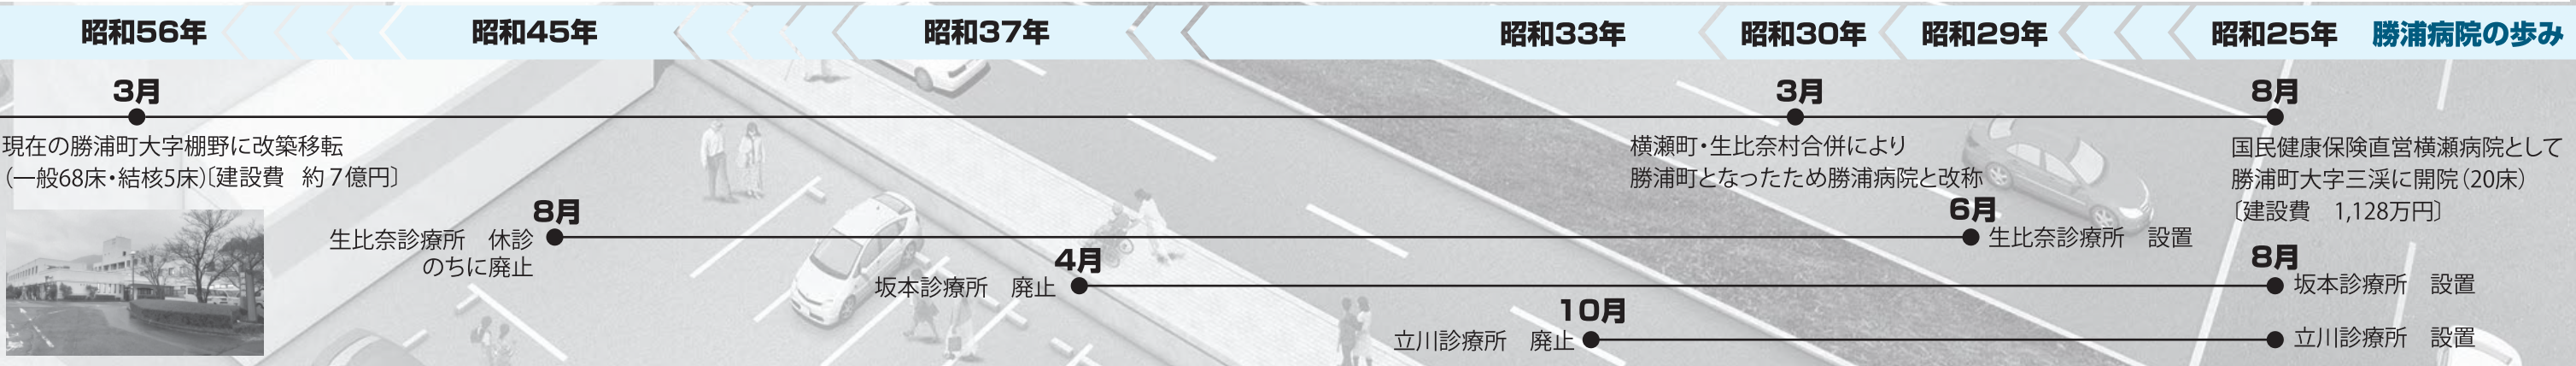 勝浦病院の歩み
昭和25年
昭和29年
昭和30年
昭和33年
昭和37年
昭和45年
昭和56年
8月
国民健康保険直営横瀬病院として
勝浦町大字三渓に開院（20床）
〔建設費　1,128万円〕
3月
横瀬町・生比奈村合併により
勝浦町となったため勝浦病院と改称
3月
現在の勝浦町大字棚野に改築移転
（一般68床・結核5床）〔建設費　約７億円〕
6月
生比奈診療所　設置
8月
生比奈診療所　休診
のちに廃止
8月
坂本診療所　設置
4月
坂本診療所　廃止
立川診療所　設置
10月
立川診療所　廃止